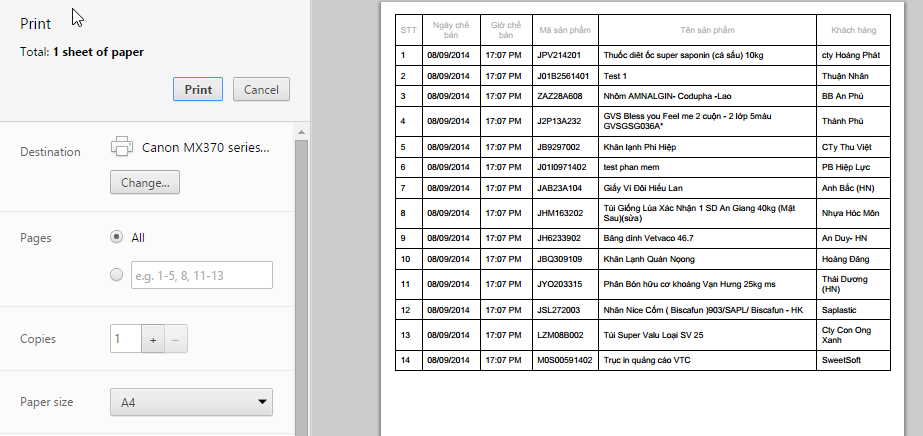 Print
Total: 1 sheet of paper
Print Cancel
Destination Canon MX370 series...
Change...
Pages All
e.g. 1-5, 8, 11-13
Copies 1 + −
Paper size A4
STT Ngày chế bản Giờ chế bản Mã sản phẩm Tên sản phẩm Khách hàng
1 08/09/2014 17:07 PM JPV214201 Thuốc diêt ốc super saponin (cá sấu) 10kg cty Hoàng Phát
2 08/09/2014 17:07 PM J01B2561401 Test 1 Thuận Nhân
3 08/09/2014 17:07 PM ZAZ28A608 Nhôm AMNALGIN- Codupha -Lao BB An Phú
4 08/09/2014 17:07 PM J2P13A232 GVS Bless you Feel me 2 cuộn - 2 lớp 5màu GVSGSG036A* Thành Phú
5 08/09/2014 17:07 PM JB9297002 Khăn lạnh Phi Hiệp CTy Thu Việt
6 08/09/2014 17:07 PM J01I0971402 test phan mem PB Hiệp Lực
7 08/09/2014 17:07 PM JAB23A104 Giấy Ví Đôi Hiếu Lan Anh Bắc (HN)
8 08/09/2014 17:07 PM JHM163202 Túi Giống Lúa Xác Nhận 1 SD An Giang 40kg (Mặt Sau)(sửa) Nhựa Hóc Môn
9 08/09/2014 17:07 PM JH6233902 Băng dính Vetvaco 46.7 An Duy- HN
10 08/09/2014 17:07 PM JBQ309109 Khăn Lạnh Quán Nọong Hoàng Đăng
11 08/09/2014 17:07 PM JYO203315 Phân Bón hữu cơ khoáng Vạn Hưng 25kg ms Thái Dương (HN)
12 08/09/2014 17:07 PM JSL272003 Nhãn Nice Cốm ( Biscafun )903/SAPL/ Biscafun - HK Saplastic
13 08/09/2014 17:07 PM LZM08B002 Túi Super Valu Loại SV 25 Cty Con Ong Xanh
14 08/09/2014 17:07 PM M0S00591402 Trục in quảng cáo VTC SweetSoft